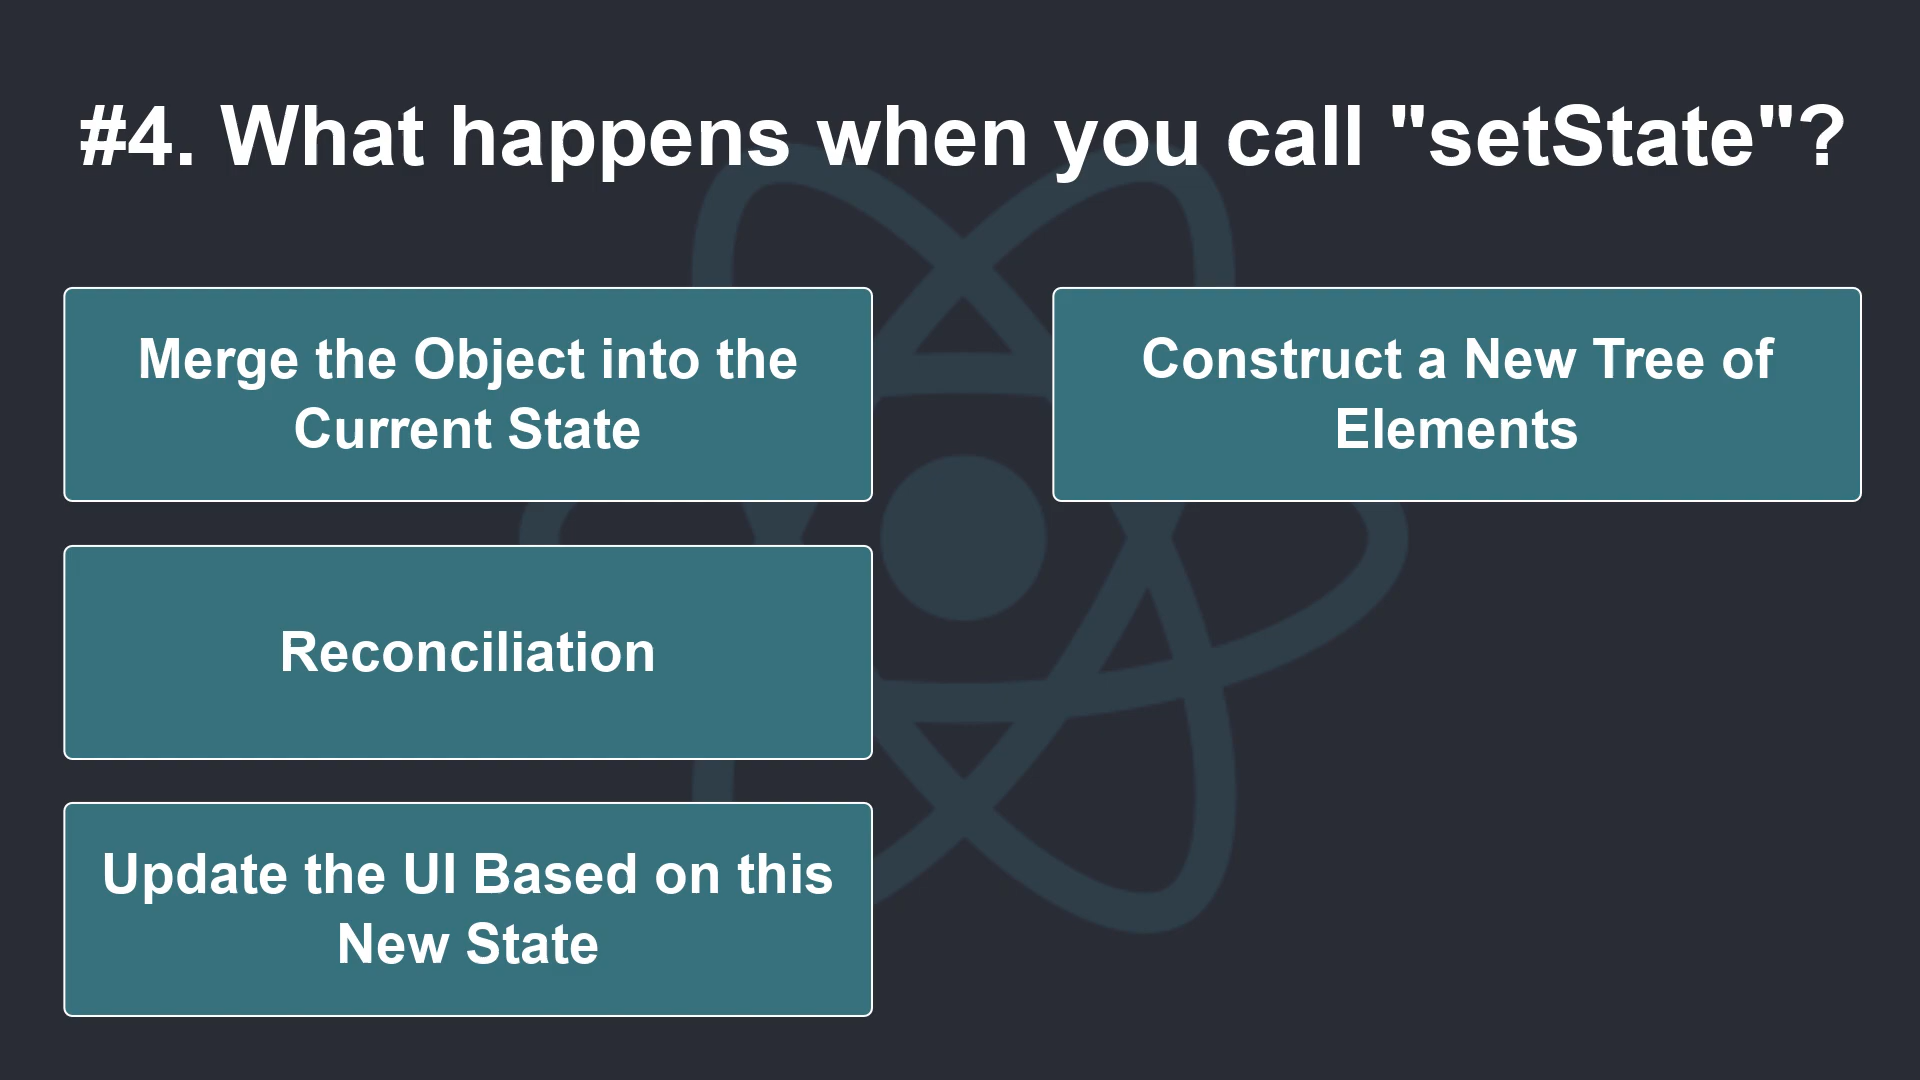 #4. What happens when you call "setState"?
Merge the Object into the
Current State
Reconciliation
Update the UI Based on this
New State
Construct a New Tree of
Elements